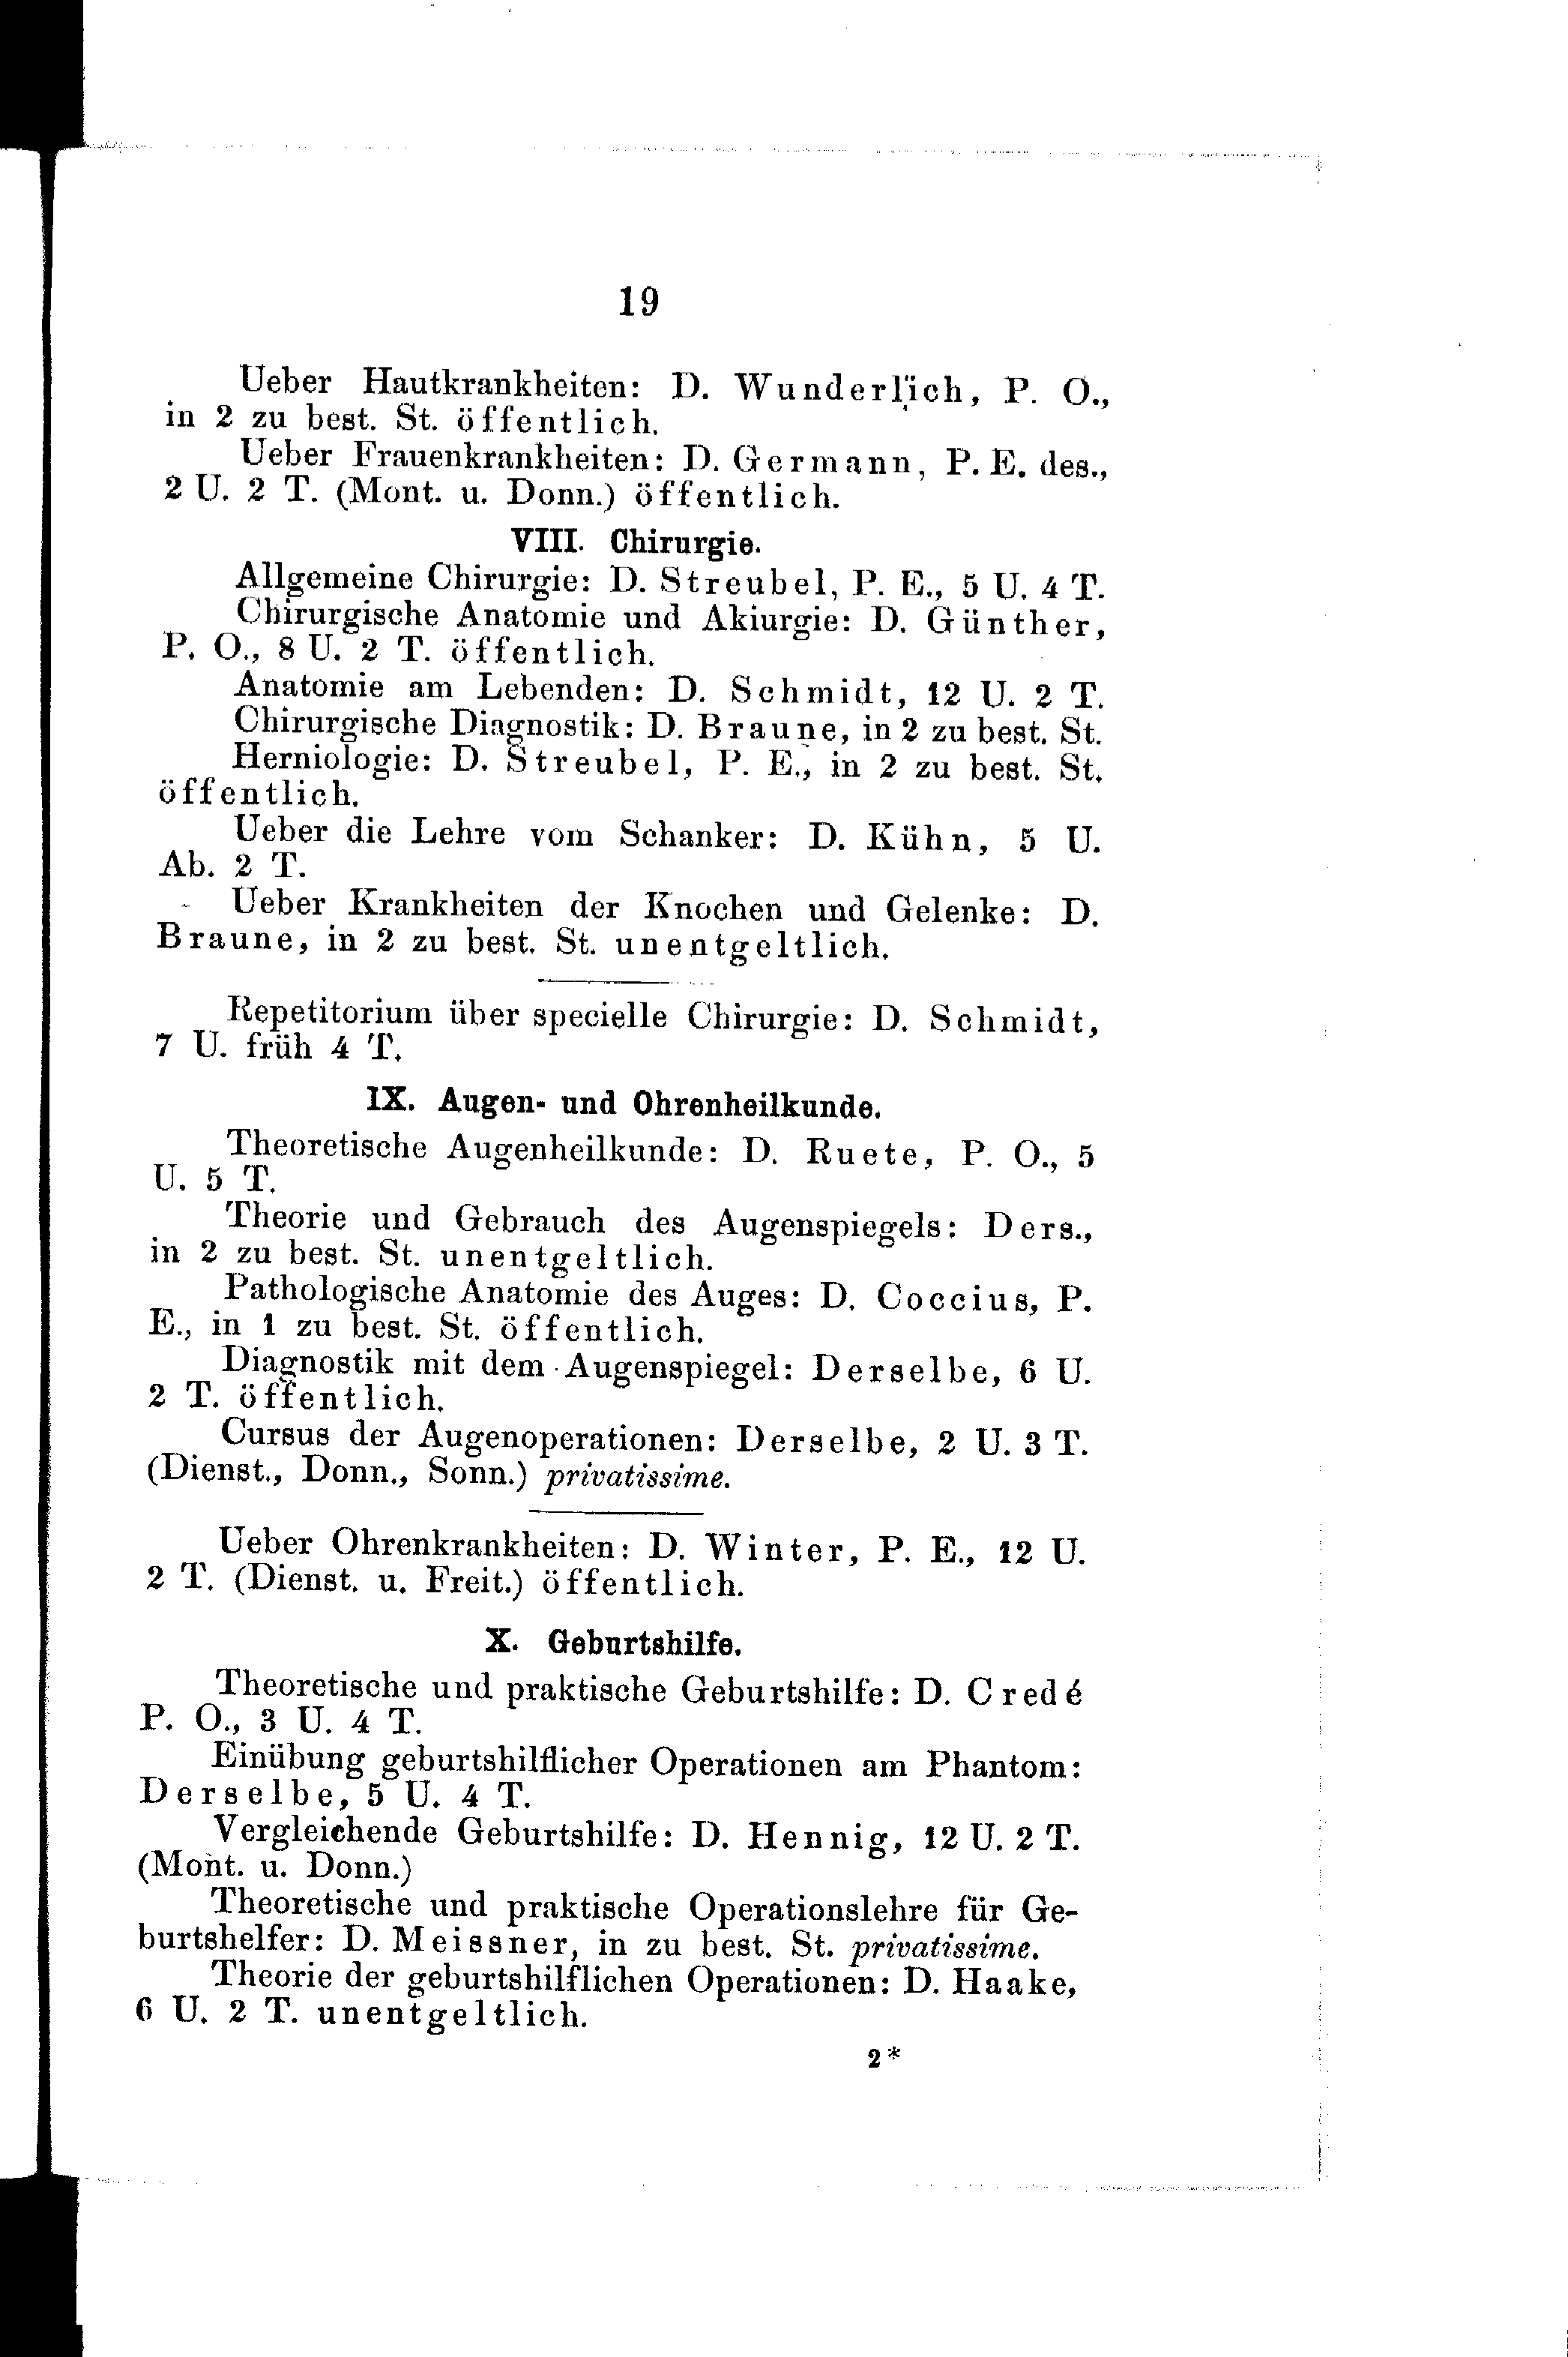 19
Ueber Hautkrankheiten: D. Wunderlich, P. O.,
in 2 zu best. St. öffentlich.
Ueber Frauenkrankheiten: D. Germann, P. E. des.,
2 U. 2 T. (Mont. u. Donn.) öffentlich.
VIII. Chirurgie.
Allgemeine Chirurgie: D. Streubel, P. E., 5 U. 4 T.
Chirurgische Anatomie und Akiurgie: D. Günther,
P. O., 8 U. 2 T. öffentlich.
Anatomie am Lebenden: D. Schmidt, 12 U. 2 T.
Chirurgische Diagnostik: D. Braune, in 2 zu best. St.
Herniologie: D. Streubel, P. E., in 2 zu best. St.
öffentlich.
Ueber die Lehre vom Schanker: D. Kühn, 5 U.
Ab. 2 T.
Ueber Krankheiten der Knochen und Gelenke: D.
Braune, in 2 zu best. St. unentgeltlich.
Repetitorium über specielle Chirurgie: D. Schmidt,
7 U. früh 4 T.
IX. Augen- und Ohrenheilkunde.
Theoretische Augenheilkunde: D. Ruete, P. O., 5
U. 5 T.
Theorie und Gebrauch des Augenspiegels: Ders.,
in 2 zu best. St. unentgeltlich.
Pathologische Anatomie des Auges: D. Coccius, P.
E., in 1 zu best. St. öffentlich.
Diagnostik mit dem Augenspiegel: Derselbe, 6 U.
2 T. öffentlich.
Cursus der Augenoperationen: Derselbe, 2 U. 3 T.
(Dienst., Donn., Sonn.) privatissime.
Ueber Ohrenkrankheiten: D. Winter, P. E., 12 U.
2 T. (Dienst. u. Freit.) öffentlich.
X. Geburtshilfe.
Theoretische und praktische Geburtshilfe: D. Credé
P. O., 3 U. 4 T.
Einübung geburtshilflicher Operationen am Phantom:
Derselbe, 5 U. 4 T.
Vergleichende Geburtshilfe: D. Hennig, 12 U. 2 T.
(Mont. u. Donn.)
Theoretische und praktische Operationslehre für Ge-
burtshelfer: D. Meissner, in zu best. St. privatissime.
Theorie der geburtshilflichen Operationen: D. Haake,
6 U. 2 T. unentgeltlich.
2*